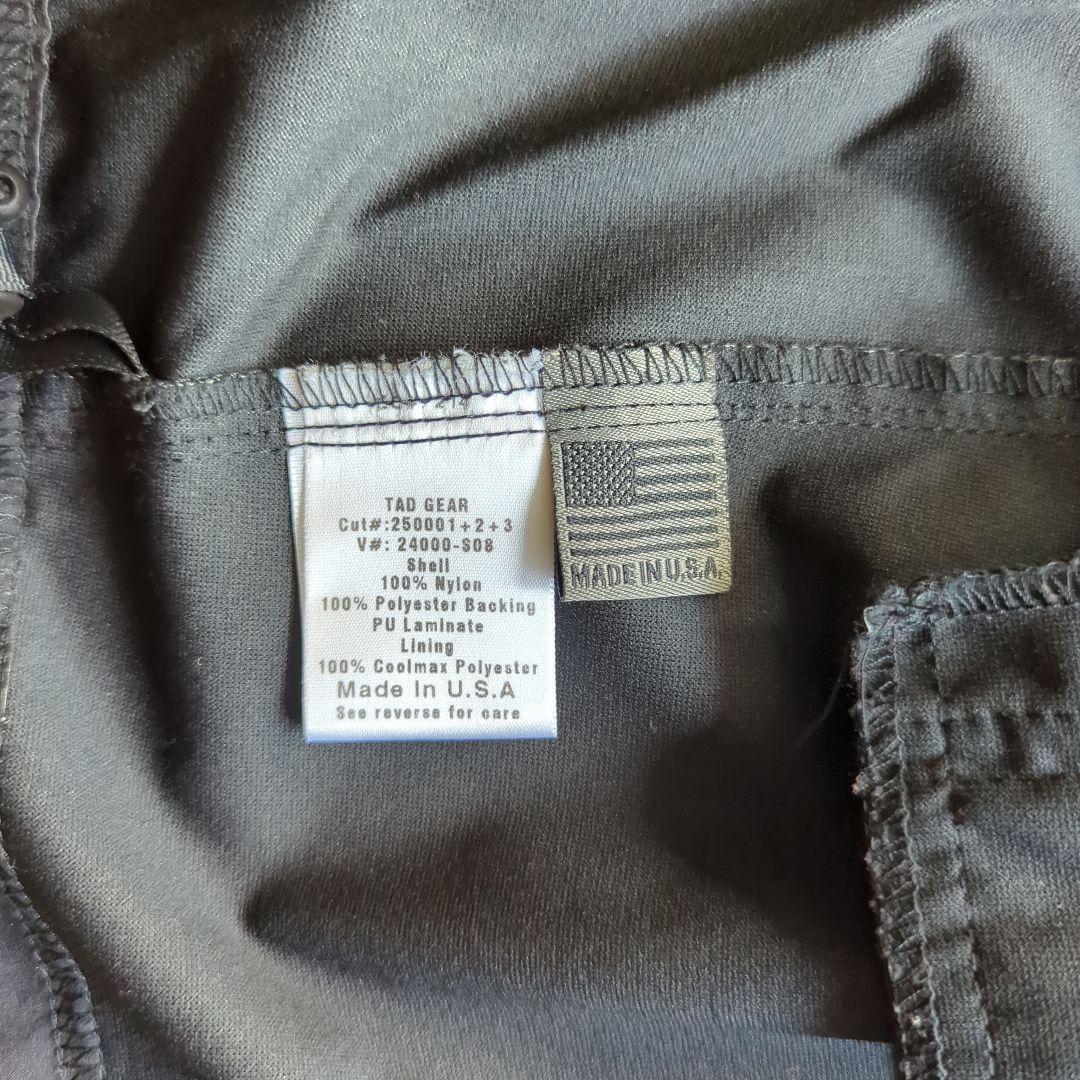 TAD GEAR
Cut#:250001+2+3
V#: 24000-S08
Shell
100% Nylon
100% Polyester Backing
PU Laminate
Lining
100% Coolmax Polyester
Made In U.S.A
See reverse for care
MADE IN U.S.A.